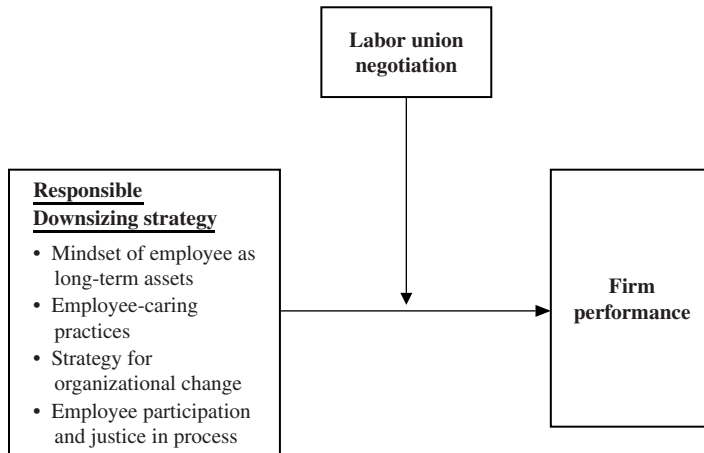 Labor union
negotiation
Responsible
Downsizing strategy
• Mindset of employee as
long-term assets
• Employee-caring
practices
• Strategy for
organizational change
• Employee participation
and justice in process
Firm
performance